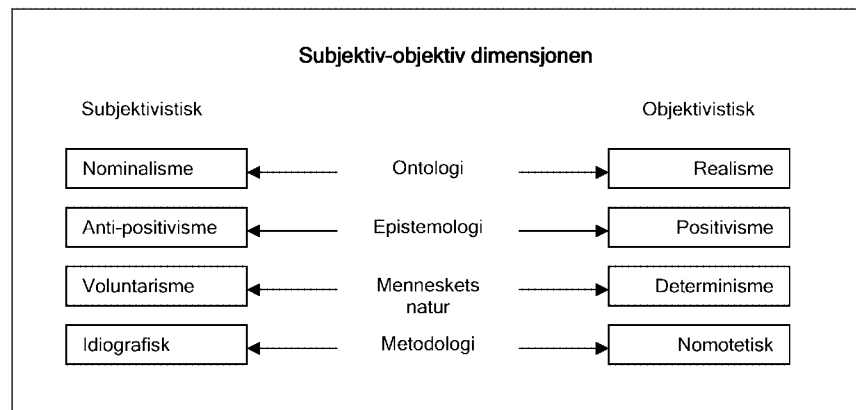 Subjektiv-objektiv dimensjonen
Subjektivistisk Objektivistisk
Nominalisme Ontologi Realisme
Anti-positivisme Epistemologi Positivisme
Voluntarisme Menneskets Determinisme
natur
Idiografisk Metodologi Nomotetisk